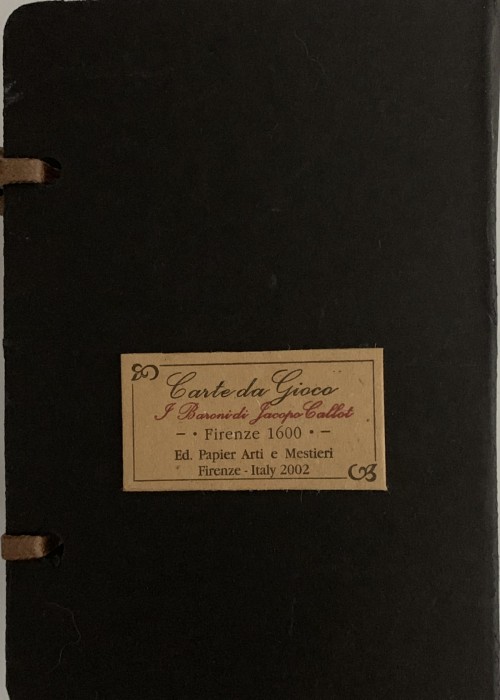 Carte da Gioco
I Baroni di Jacopo Callot
– · Firenze 1600 · –
Ed. Papier Arti e Mestieri
Firenze - Italy 2002